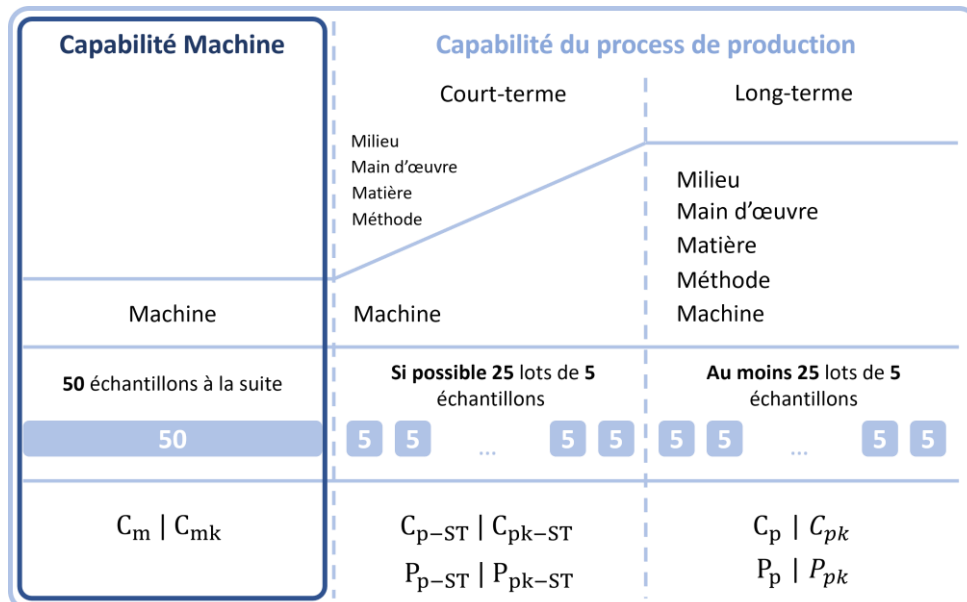 Capabilité Machine
Capabilité du process de production
Court-terme
Long-terme
Milieu
Main d'œuvre
Matière
Méthode
Milieu
Main d'œuvre
Matière
Méthode
Machine
Machine
Machine
50 échantillons à la suite
Si possible 25 lots de 5
échantillons
Au moins 25 lots de 5
échantillons
50
5 5 ... 5 5
5 5 ... 5 5
Cm | Cmk
Cp−ST | Cpk−ST
Pp−ST | Ppk−ST
Cp | Cpk
Pp | Ppk